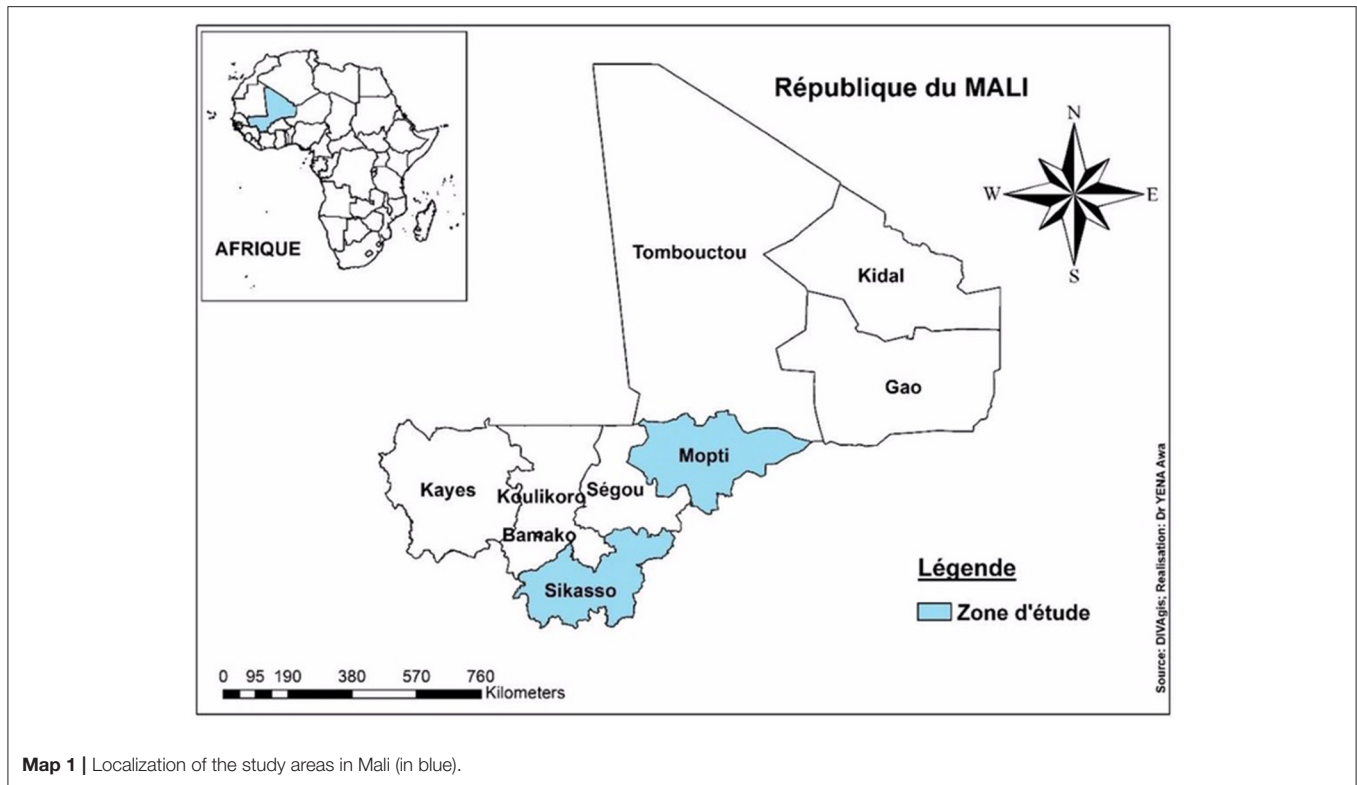 République du MALI
AFRIQUE
N
W
E
S
Tombouctou
Kidal
Gao
Mopti
Kayes
Koulikoro
Ségou
Bamako
Sikasso
Légende
Zone d'étude
0 95 190 380 570 760
Kilometers
Source: DIVAgis; Realisation: Dr YENA Awa
Map 1 | Localization of the study areas in Mali (in blue).